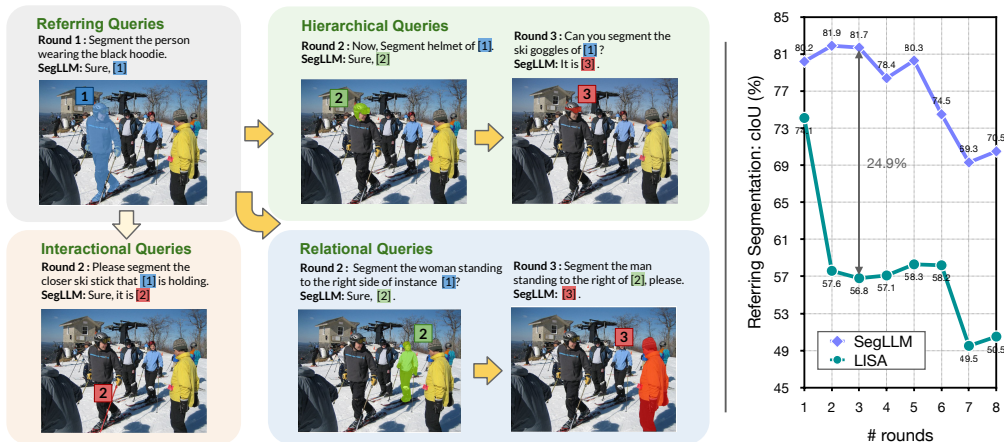 Referring Queries
Round 1 : Segment the person
wearing the black hoodie.
SegLLM: Sure, [1]
1
Hierarchical Queries
Round 2 : Now, Segment helmet of [1].
SegLLM: Sure, [2]
2
Round 3 : Can you segment the
ski goggles of [1] ?
SegLLM: It is [3] .
3
Interactional Queries
Round 2 : Please segment the
closer ski stick that [1] is holding.
SegLLM: Sure, it is [2]
2
Relational Queries
Round 2 : Segment the woman standing
to the right side of instance [1]?
SegLLM: Sure, [2] .
2
Round 3 : Segment the man
standing to the right of [2], please.
SegLLM: [3] .
3
Referring Segmentation: cIoU (%)
85
81
77
73
69
65
61
57
53
49
45
80.2
81.9
81.7
78.4
80.3
74.5
69.3
70.5
24.9%
74.1
57.6
56.8
57.1
58.3
58.2
49.5
50.5
SegLLM
LISA
1 2 3 4 5 6 7 8
# rounds